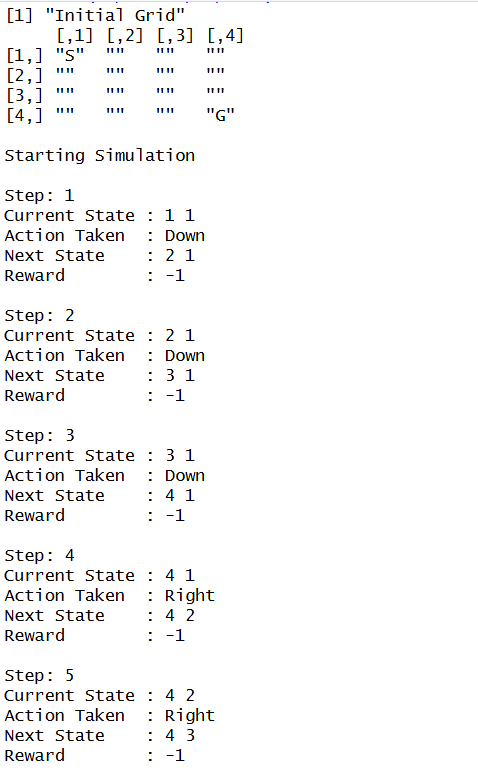 [1] "Initial Grid"
     [,1] [,2] [,3] [,4]
[1,] "S"  ""   ""   ""
[2,] ""   ""   ""   ""
[3,] ""   ""   ""   ""
[4,] ""   ""   ""   "G"
Starting Simulation
Step: 1
Current State : 1 1
Action Taken  : Down
Next State    : 2 1
Reward        : -1
Step: 2
Current State : 2 1
Action Taken  : Down
Next State    : 3 1
Reward        : -1
Step: 3
Current State : 3 1
Action Taken  : Down
Next State    : 4 1
Reward        : -1
Step: 4
Current State : 4 1
Action Taken  : Right
Next State    : 4 2
Reward        : -1
Step: 5
Current State : 4 2
Action Taken  : Right
Next State    : 4 3
Reward        : -1